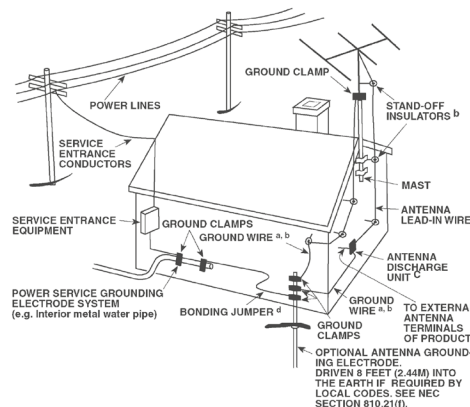 GROUND CLAMP
POWER LINES
STAND-OFF
INSULATORS b
SERVICE
ENTRANCE
CONDUCTORS
MAST
ANTENNA
LEAD-IN WIRE
SERVICE ENTRANCE
EQUIPMENT
GROUND CLAMPS
GROUND WIRE a, b
ANTENNA
DISCHARGE
UNIT C
POWER SERVICE GROUNDING
ELECTRODE SYSTEM
(e.g. Interior metal water pipe)
BONDING JUMPER d
GROUND
WIRE a, b
GROUND
CLAMPS
TO EXTERNA
ANTENNA
TERMINALS
OF PRODUCT
OPTIONAL ANTENNA GROUND-
ING ELECTRODE.
DRIVEN 8 FEET (2.44M) INTO
THE EARTH IF REQUIRED BY
LOCAL CODES. SEE NEC
SECTION 810.21(f).